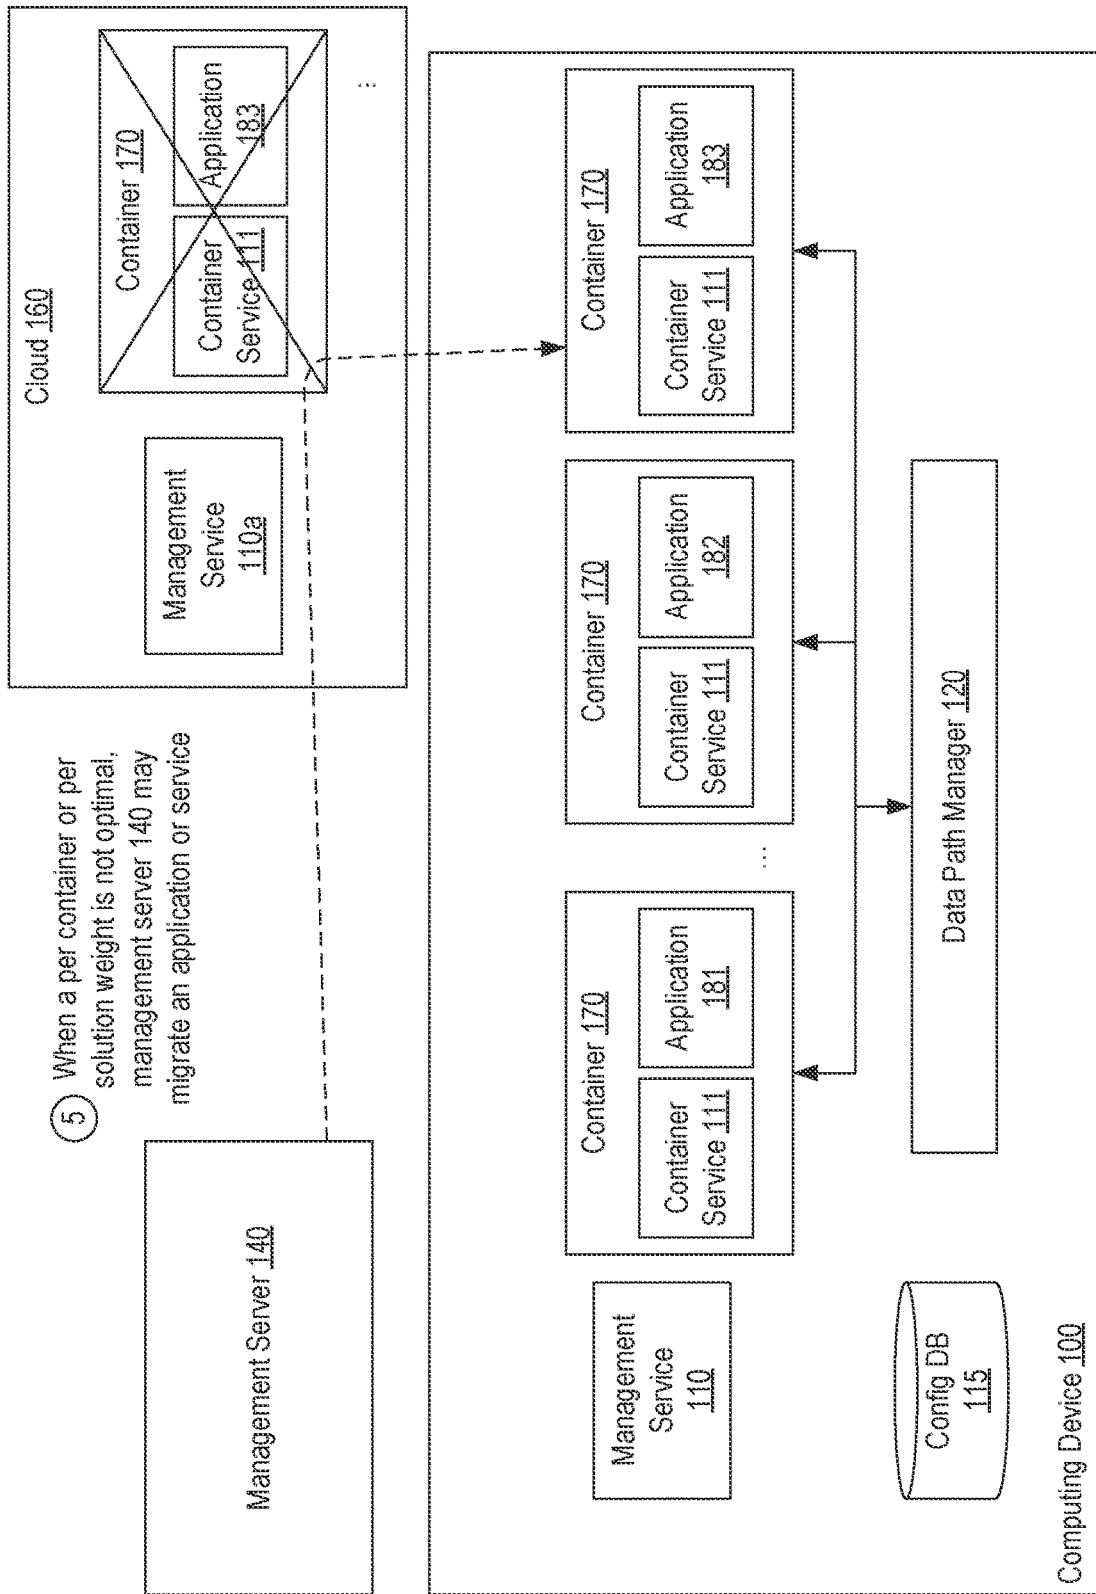 5
When a per container or per
solution weight is not optimal,
management server 140 may
migrate an application or service
Management Server 140
Cloud 160
Management
Service
110a
Container 170
Container
Service 111
Application
183
...
Computing Device 100
Management
Service
110
Config DB
115
Container 170
Container
Service 111
Application
181
...
Container 170
Container
Service 111
Application
182
Container 170
Container
Service 111
Application
183
Data Path Manager 120